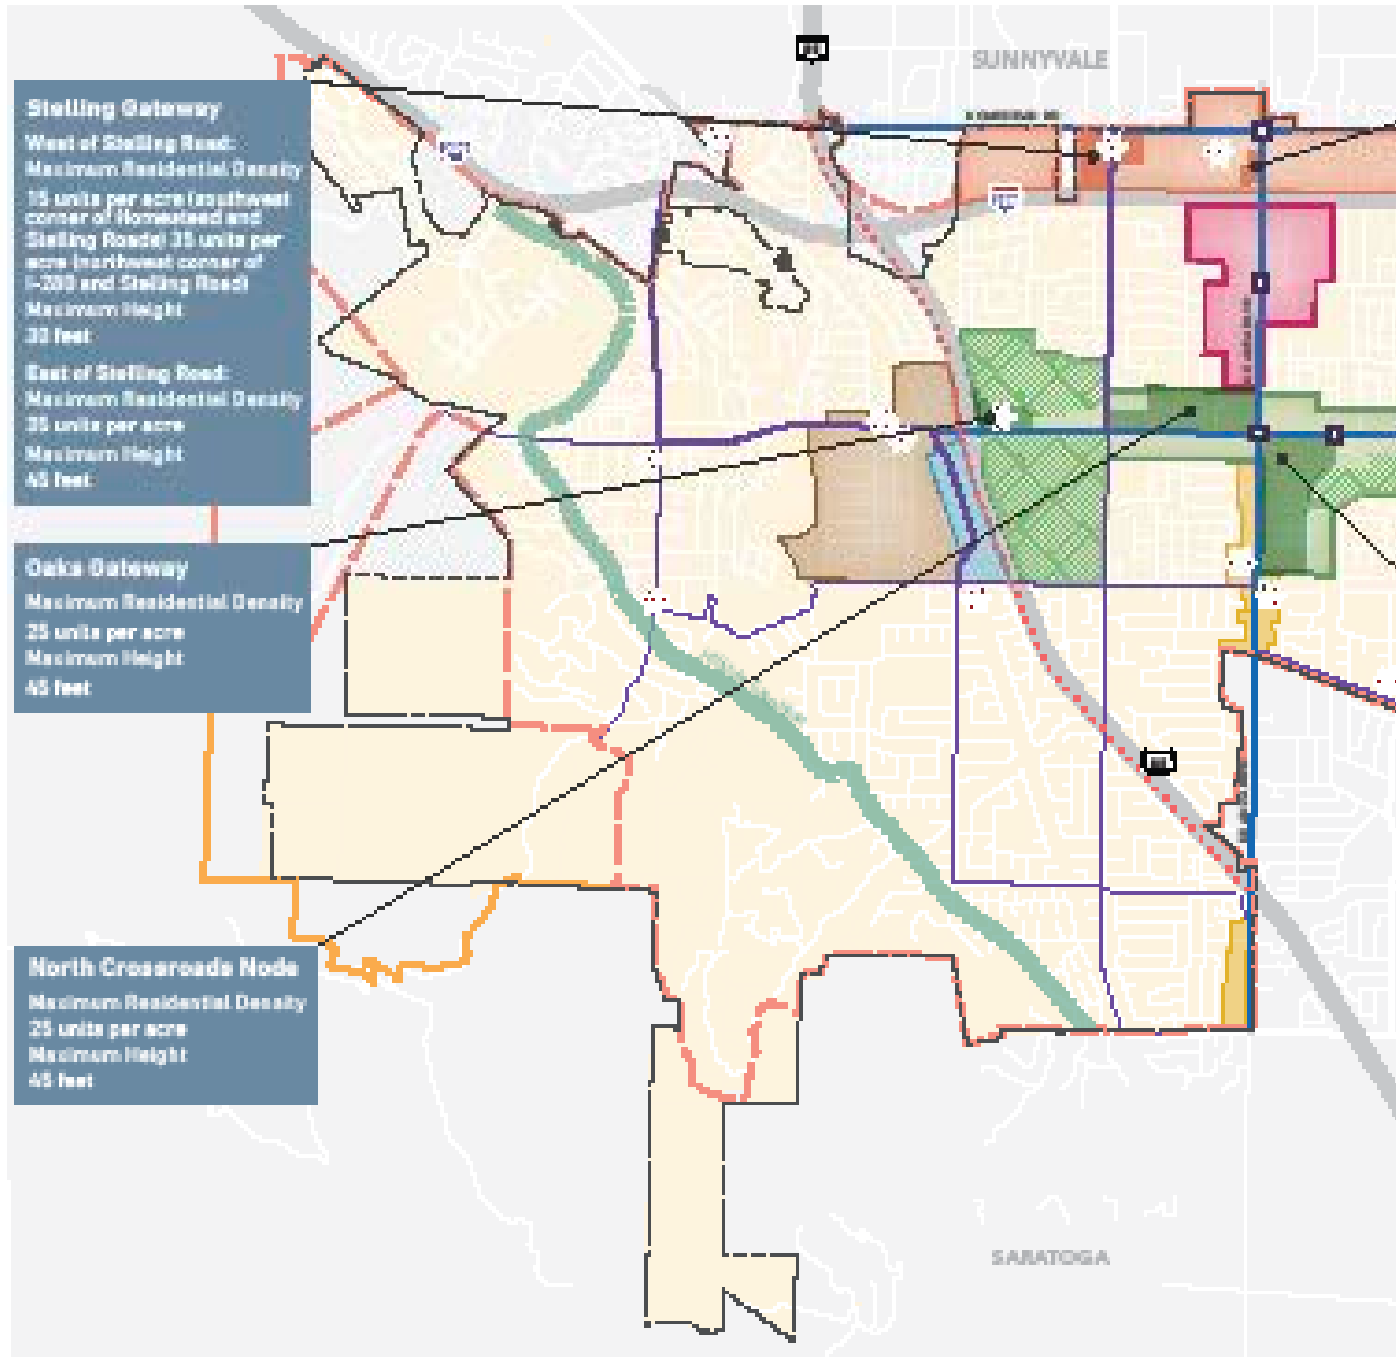 SUNNYVALE
Stelling Gateway
West of Stelling Road:
Maximum Residential Density
15 units per acre (southwest
corner of Homestead and
Stelling Roads) 35 units per
acre (northwest corner of
I-280 and Stelling Road)
Maximum Height
30 feet
East of Stelling Road:
Maximum Residential Density
35 units per acre
Maximum Height
45 feet
Oaks Gateway
Maximum Residential Density
25 units per acre
Maximum Height
45 feet
North Crossroads Node
Maximum Residential Density
25 units per acre
Maximum Height
45 feet
SARATOGA